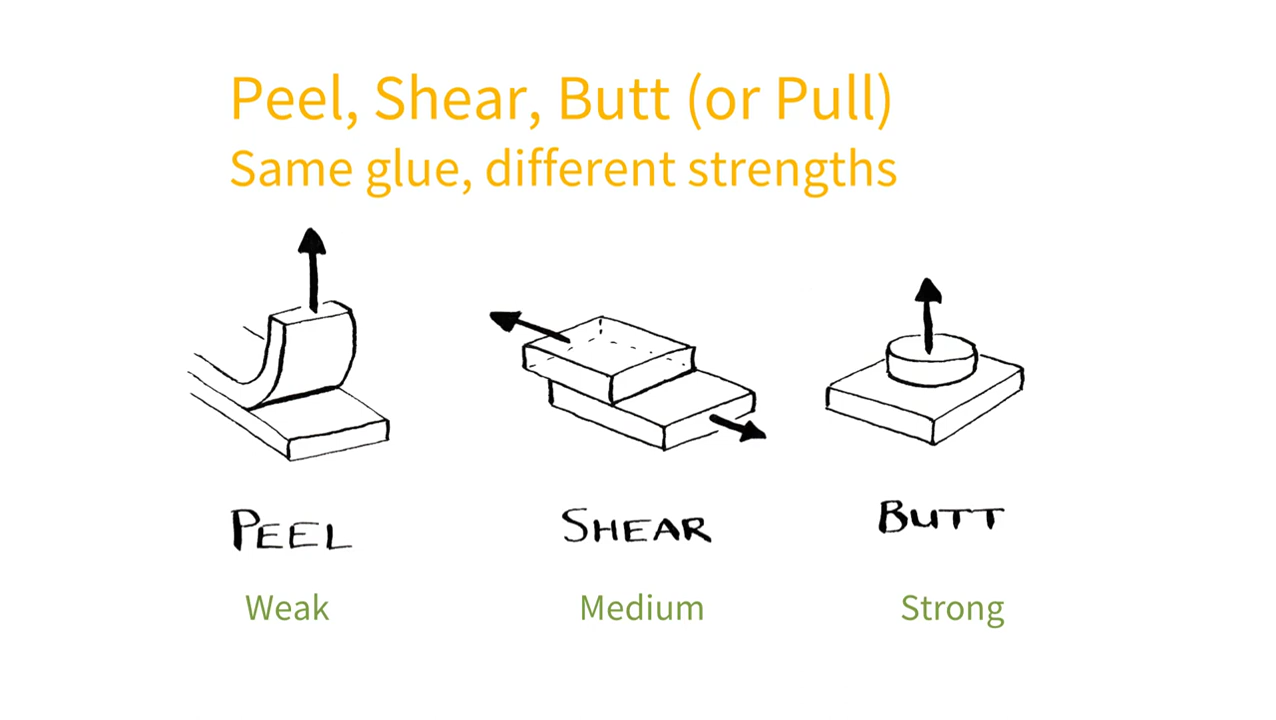 Peel, Shear, Butt (or Pull)
Same glue, different strengths
PEEL
SHEAR
BUTT
Weak
Medium
Strong